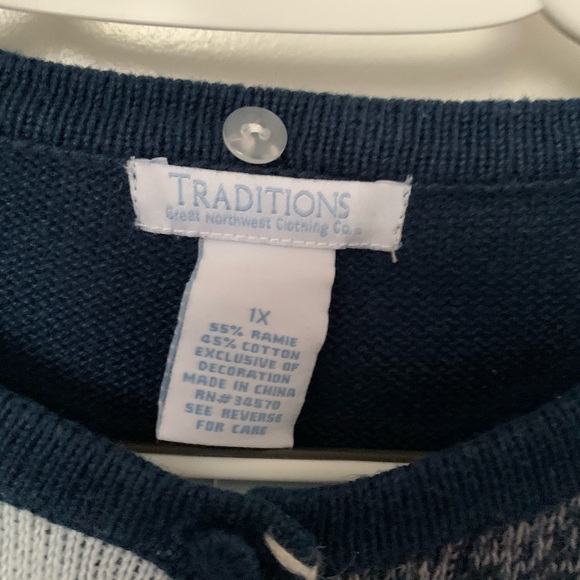 TRADITIONS
Great Northwest Clothing Co.
1X
55% RAMIE
45% COTTON
EXCLUSIVE OF
DECORATION
MADE IN CHINA
RN#34570
SEE REVERSE
FOR CARE